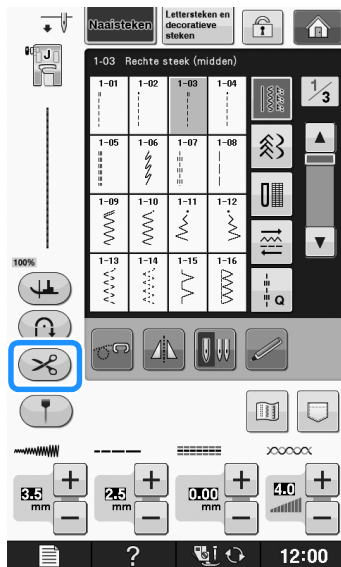 Naaisteken
Lettersteken en
decoratieve
steken
J
1-03 Rechte steek (midden)
1-01 1-02 1-03 1-04
1/3
1-05 1-06 1-07 1-08
1-09 1-10 1-11 1-12
100%
1-13 1-14 1-15 1-16
Q
3.5 mm
2.5 mm
0.00 mm
4.0
?
12:00